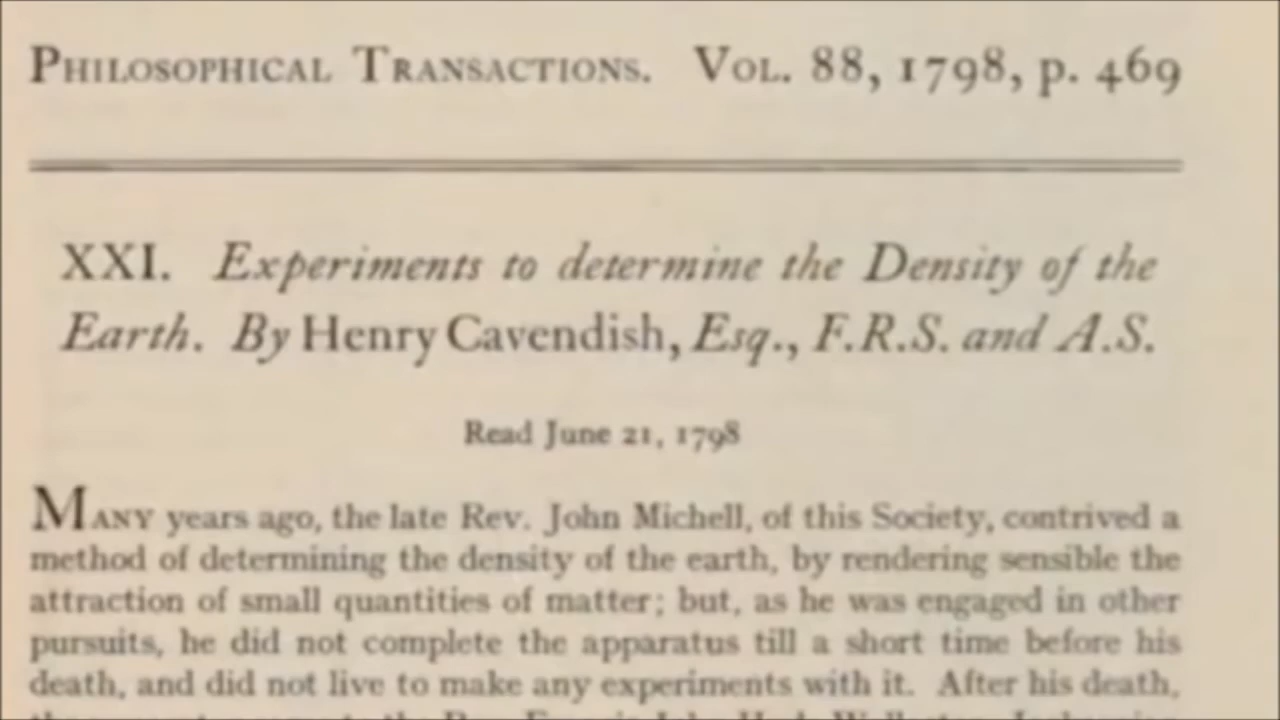 Philosophical Transactions. Vol. 88, 1798, p. 469
XXI. Experiments to determine the Density of the
Earth. By Henry Cavendish, Esq., F.R.S. and A.S.
Read June 21, 1798
Many years ago, the late Rev. John Michell, of this Society, contrived a
method of determining the density of the earth, by rendering sensible the
attraction of small quantities of matter; but, as he was engaged in other
pursuits, he did not complete the apparatus till a short time before his
death, and did not live to make any experiments with it. After his death,